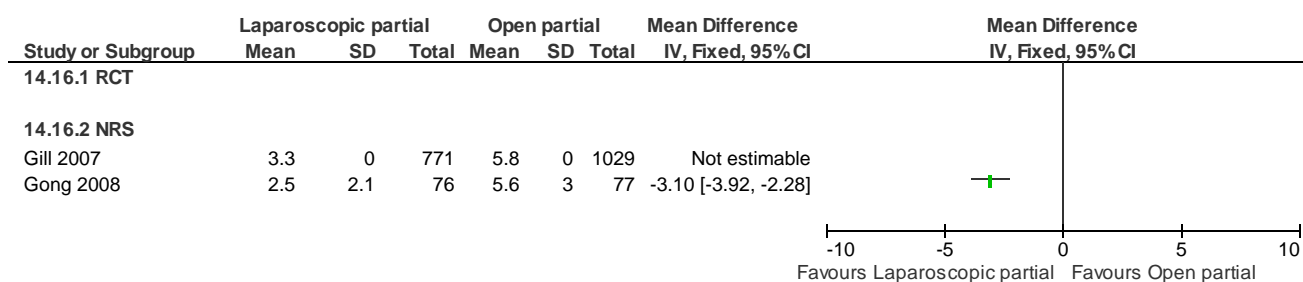 Laparoscopic partial Open partial Mean Difference Mean Difference
Study or Subgroup Mean SD Total Mean SD Total IV, Fixed, 95% CI IV, Fixed, 95% CI
14.16.1 RCT
14.16.2 NRS
Gill 2007 3.3 0 771 5.8 0 1029 Not estimable
Gong 2008 2.5 2.1 76 5.6 3 77 -3.10 [-3.92, -2.28]
-10 -5 0 5 10
Favours Laparoscopic partial Favours Open partial